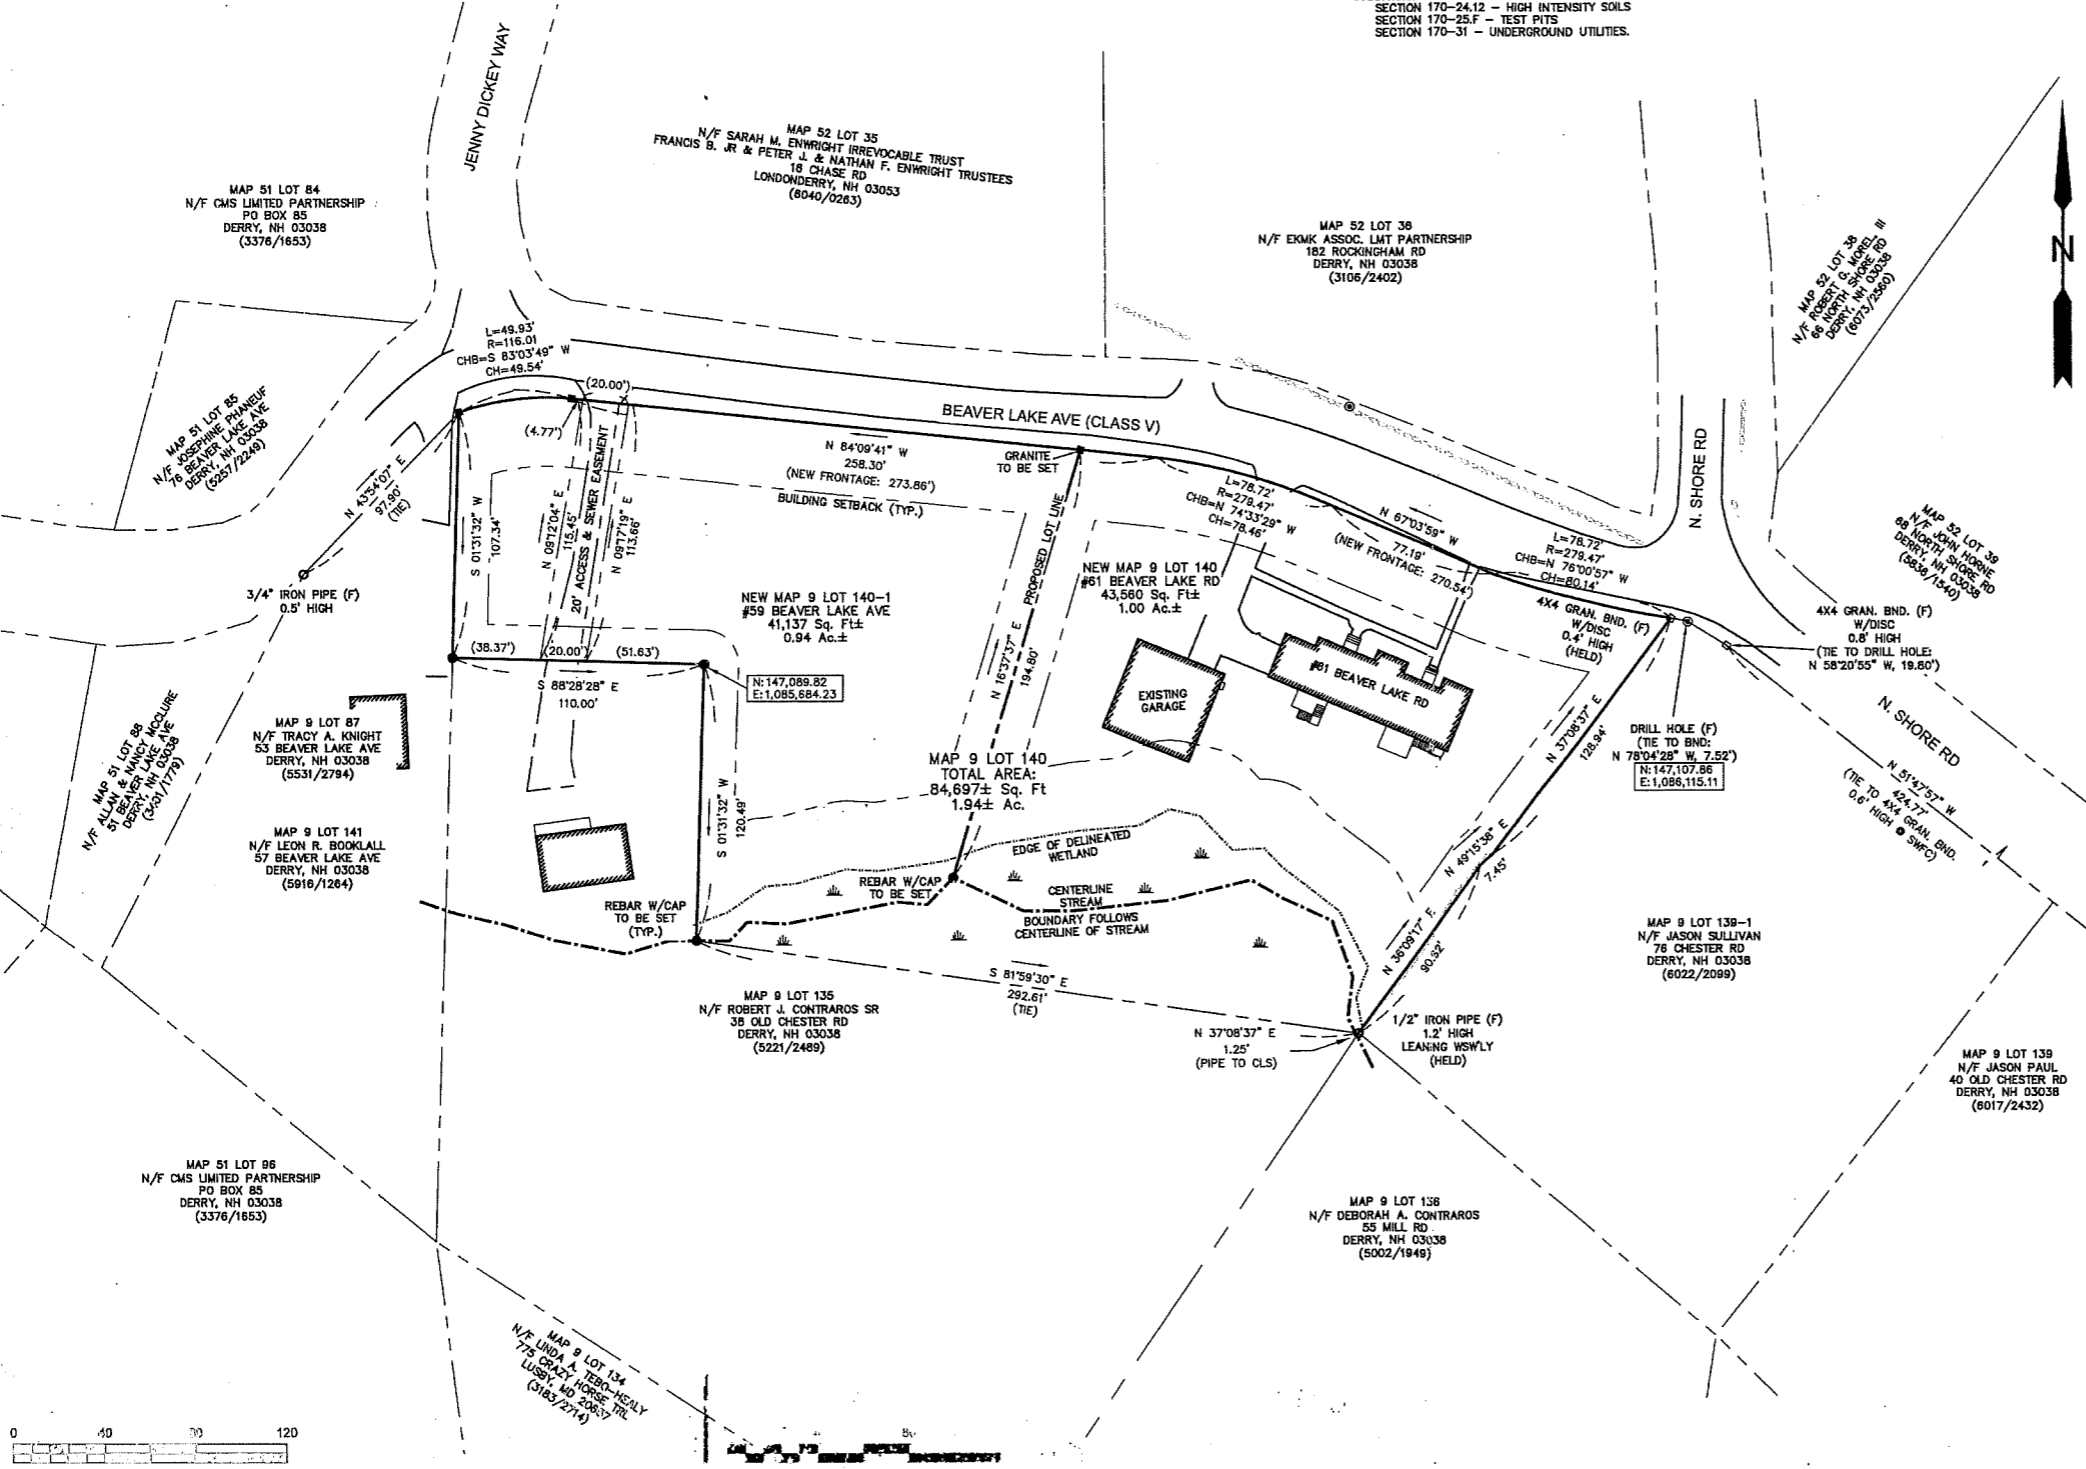 SECTION 170-24.12 - HIGH INTENSITY SOILS
SECTION 170-25.F - TEST PITS
SECTION 170-31 - UNDERGROUND UTILITIES.
JENNY DICKEY WAY
MAP 51 LOT 84
N/F CMS LIMITED PARTNERSHIP
PO BOX 85
DERRY, NH 03038
(3376/1653)
MAP 52 LOT 35
N/F SARAH M. ENWRIGHT IRREVOCABLE TRUST
FRANCIS B. JR & PETER J. & NATHAN F. ENWRIGHT TRUSTEES
18 CHASE RD
LONDONDERRY, NH 03053
(6040/0263)
MAP 52 LOT 36
N/F EKMK ASSOC. LMT PARTNERSHIP
182 ROCKINGHAM RD
DERRY, NH 03038
(3106/2402)
MAP 52 LOT 38
N/F ROBERT G. MOREL III
66 NORTH SHORE RD
DERRY, NH 03038
(6073/2560)
N
MAP 51 LOT 85
N/F JOSEPHINE PHANEUF
76 BEAVER LAKE AVE
DERRY, NH 03038
(5257/2249)
L=49.93'
R=116.01
CHB=S 83°03'49" W
CH=49.54'
(20.00')
(4.77')
BEAVER LAKE AVE (CLASS V)
N 84°09'41" W
258.30'
(NEW FRONTAGE: 273.86')
BUILDING SETBACK (TYP.)
GRANITE
TO BE SET
N 43°54'07" E
97.90'
(TIE)
3/4" IRON PIPE (F)
0.5' HIGH
S 01°31'32" W
107.34'
N 09°12'04" E
115.45'
20' ACCESS & SEWER EASEMENT
N 09°17'19" E
113.66'
L=78.72'
R=279.47'
CHB=N 74°33'29" W
CH=78.46'
N 67°03'59" W
77.19'
(NEW FRONTAGE: 270.54')
L=78.72'
R=279.47'
CHB=N 76°00'57" W
CH=80.14'
N. SHORE RD
MAP 52 LOT 39
N/F JOHN HORNE
68 NORTH SHORE RD
DERRY, NH 03038
(5836/1540)
4X4 GRAN. BND. (F)
W/DISC
0.8' HIGH
(TIE TO DRILL HOLE:
N 58°20'55" W, 19.60')
4X4 GRAN. BND. (F)
W/DISC
0.4' HIGH
(HELD)
NEW MAP 9 LOT 140-1
#59 BEAVER LAKE AVE
41,137 Sq. Ft±
0.94 Ac.±
NEW MAP 9 LOT 140
#61 BEAVER LAKE RD
43,560 Sq. Ft±
1.00 Ac.±
PROPOSED LOT LINE
N 16°37'37" E
194.80'
(38.37')
(20.00')
(51.63')
S 88°28'28" E
110.00'
N:147,089.82
E:1,085,684.23
EXISTING
GARAGE
#61 BEAVER LAKE RD
N 37°08'37" E
128.94'
DRILL HOLE (F)
(TIE TO BND:
N 78°04'28" W, 7.52')
N:147,107.86
E:1,086,115.11
N. SHORE RD
N 51°47'57" W
424.77'
(TIE TO 4X4 GRAN. BND.
0.6' HIGH @ SWFC)
MAP 51 LOT 88
N/F ALLAN & NANCY MCCLURE
51 BEAVER LAKE AVE
DERRY, NH 03038
MAP 9 LOT 87
N/F TRACY A. KNIGHT
53 BEAVER LAKE AVE
DERRY, NH 03038
(5531/2794)
MAP 9 LOT 141
N/F LEON R. BOOKLALL
57 BEAVER LAKE AVE
DERRY, NH 03038
(5916/1264)
S 01°31'32" W
120.49'
MAP 9 LOT 140
TOTAL AREA:
84,697± Sq. Ft
1.94± Ac.
EDGE OF DELINEATED
WETLAND
REBAR W/CAP
TO BE SET
REBAR W/CAP
TO BE SET
(TYP.)
CENTERLINE
STREAM
BOUNDARY FOLLOWS
CENTERLINE OF STREAM
N 49°15'38" E
7.45'
N 36°09'17" E
S 81°59'30" E
292.61'
(TIE)
N 37°08'37" E
1.25'
(PIPE TO CLS)
1/2" IRON PIPE (F)
1.2' HIGH
LEANING WSW'LY
(HELD)
MAP 9 LOT 139-1
N/F JASON SULLIVAN
76 CHESTER RD
DERRY, NH 03038
(6022/2099)
MAP 9 LOT 135
N/F ROBERT J. CONTRAROS SR
38 OLD CHESTER RD
DERRY, NH 03038
(5221/2489)
MAP 9 LOT 139
N/F JASON PAUL
40 OLD CHESTER RD
DERRY, NH 03038
(6017/2432)
MAP 51 LOT 96
N/F CMS LIMITED PARTNERSHIP
PO BOX 85
DERRY, NH 03038
(3376/1653)
MAP 9 LOT 136
N/F DEBORAH A. CONTRAROS
55 MILL RD
DERRY, NH 03038
(5002/1949)
MAP 9 LOT 134
N/F LINDA A. TEBO-HEALY
775 CRAZY HORSE TRL
LUSBY, MD 20657
(3183/2714)
0 40 80 120